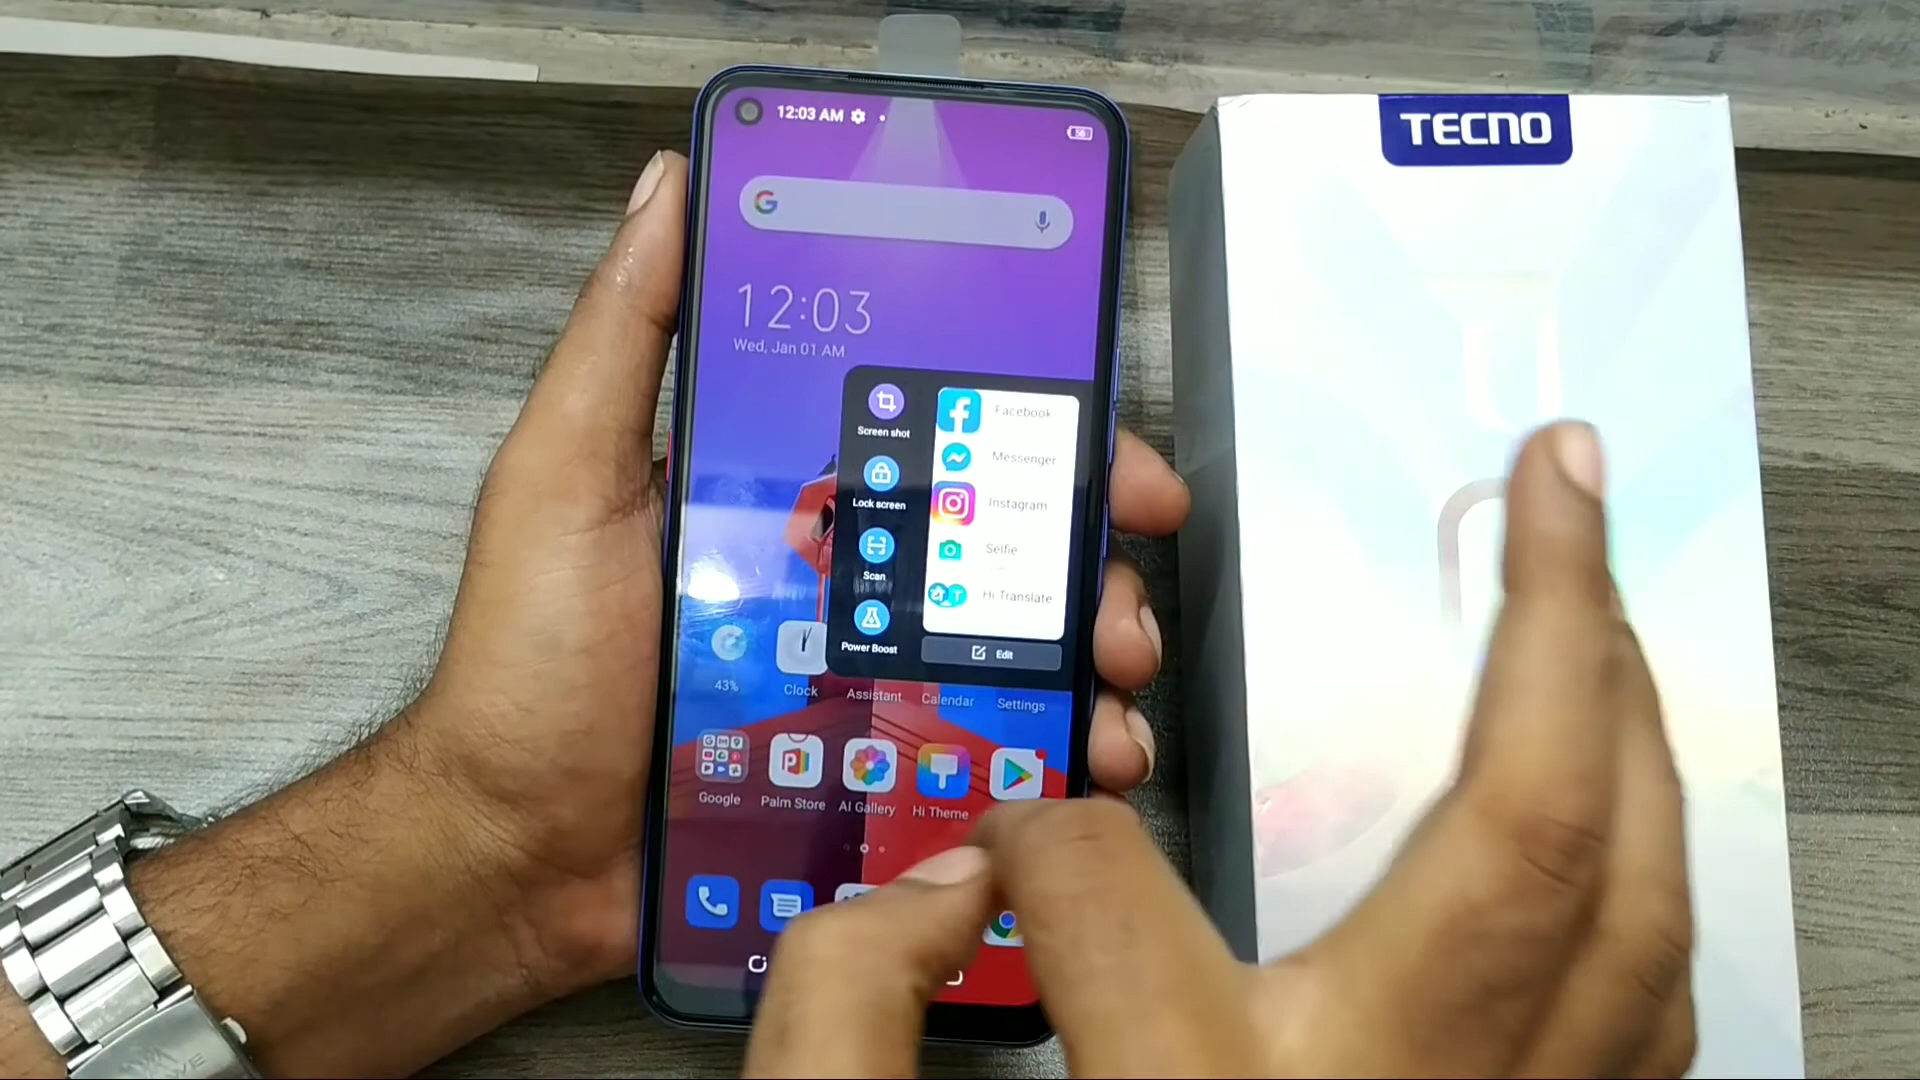 TECNO
12:03 AM
56
12:03
Wed, Jan 01 AM
Screen shot
Facebook
Messenger
Lock screen
Instagram
Scan
Selfie
Hi Translate
Power Boost
Edit
43%
Clock
Assistant
Calendar
Settings
Google
Palm Store
AI Gallery
Hi Theme